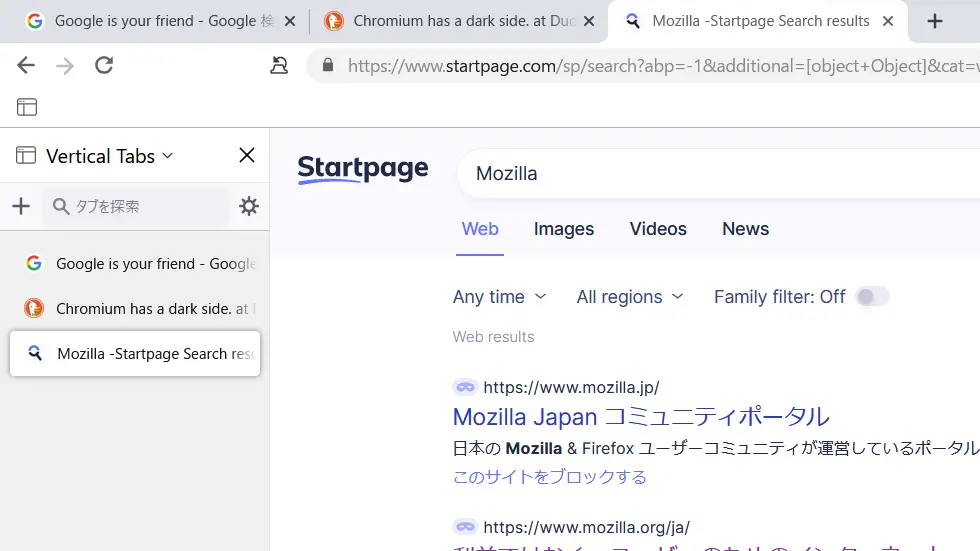 Google is your friend - Google 検
Chromium has a dark side. at Duc
Mozilla -Startpage Search results
https://www.startpage.com/sp/search?abp=-1&additional=[object+Object]&cat=
Vertical Tabs
タブを探索
Google is your friend - Google
Chromium has a dark side. at
Mozilla -Startpage Search resu
Startpage
Mozilla
Web Images Videos News
Any time All regions Family filter: Off
Web results
https://www.mozilla.jp/
Mozilla Japan コミュニティポータル
日本の Mozilla & Firefox ユーザーコミュニティが運営しているポータル
このサイトをブロックする
https://www.mozilla.org/ja/